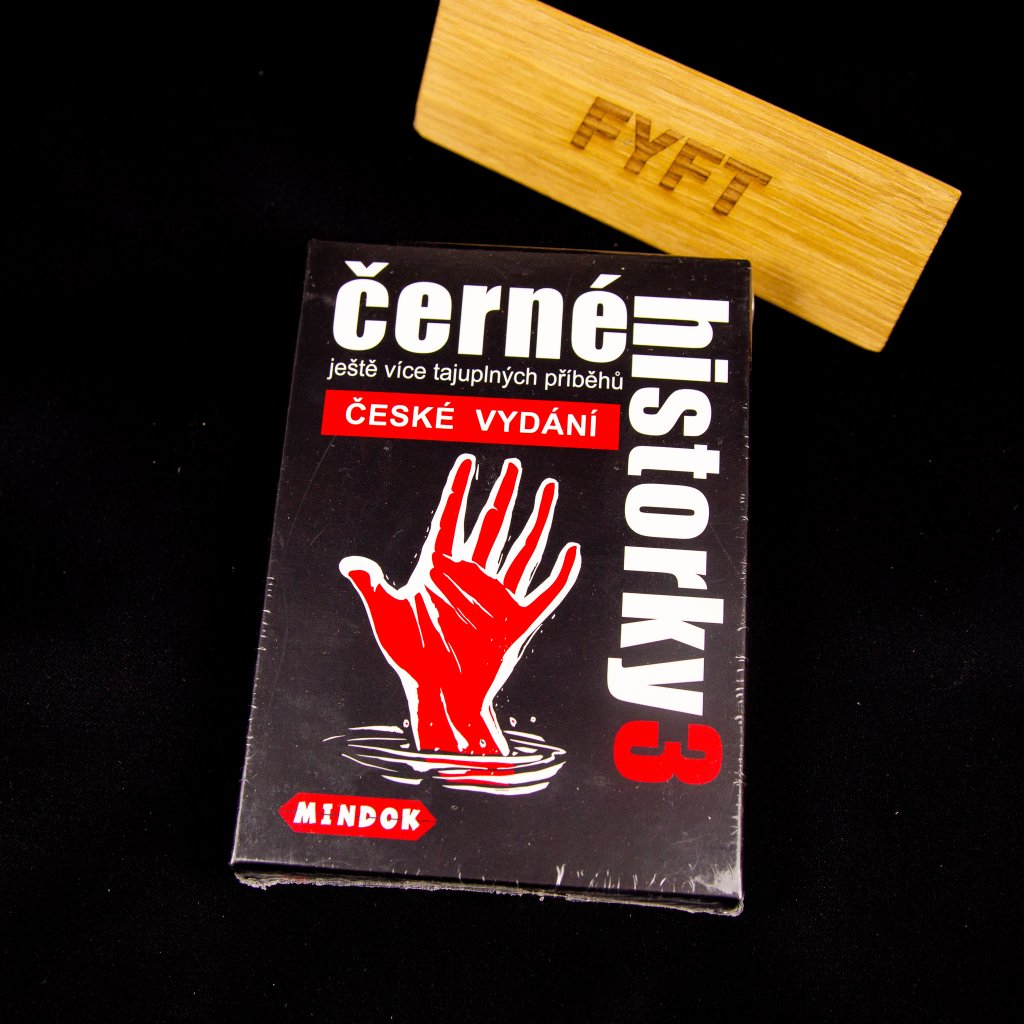 FYFT
černé
historky 3
ještě více tajuplných příběhů
ČESKÉ VYDÁNÍ
MINDOK